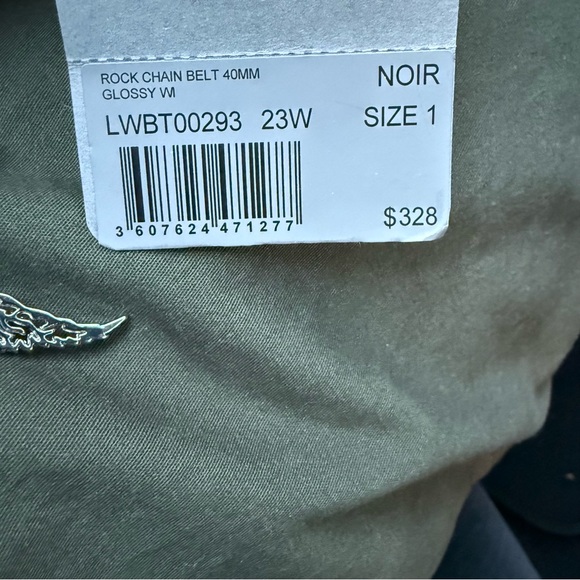 ROCK CHAIN BELT 40MM
GLOSSY WI
NOIR
LWBT00293 23W
SIZE 1
3 607624 471277
$328